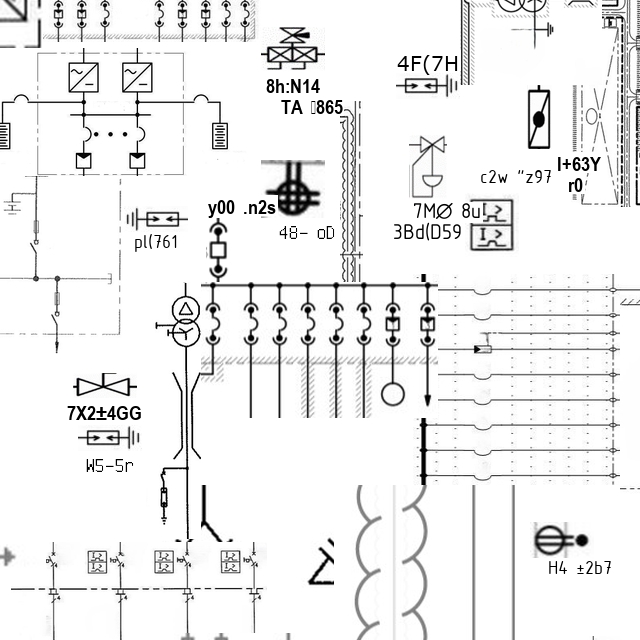 4F(7H
8h:N14
TA ▯865
l+63Y
r0
c2w "z97
y00 .n2s
7MØ 8u
3Bd(D59
48- oD
pl(761
7X2±4GG
W5-5r
H4 ±2b7